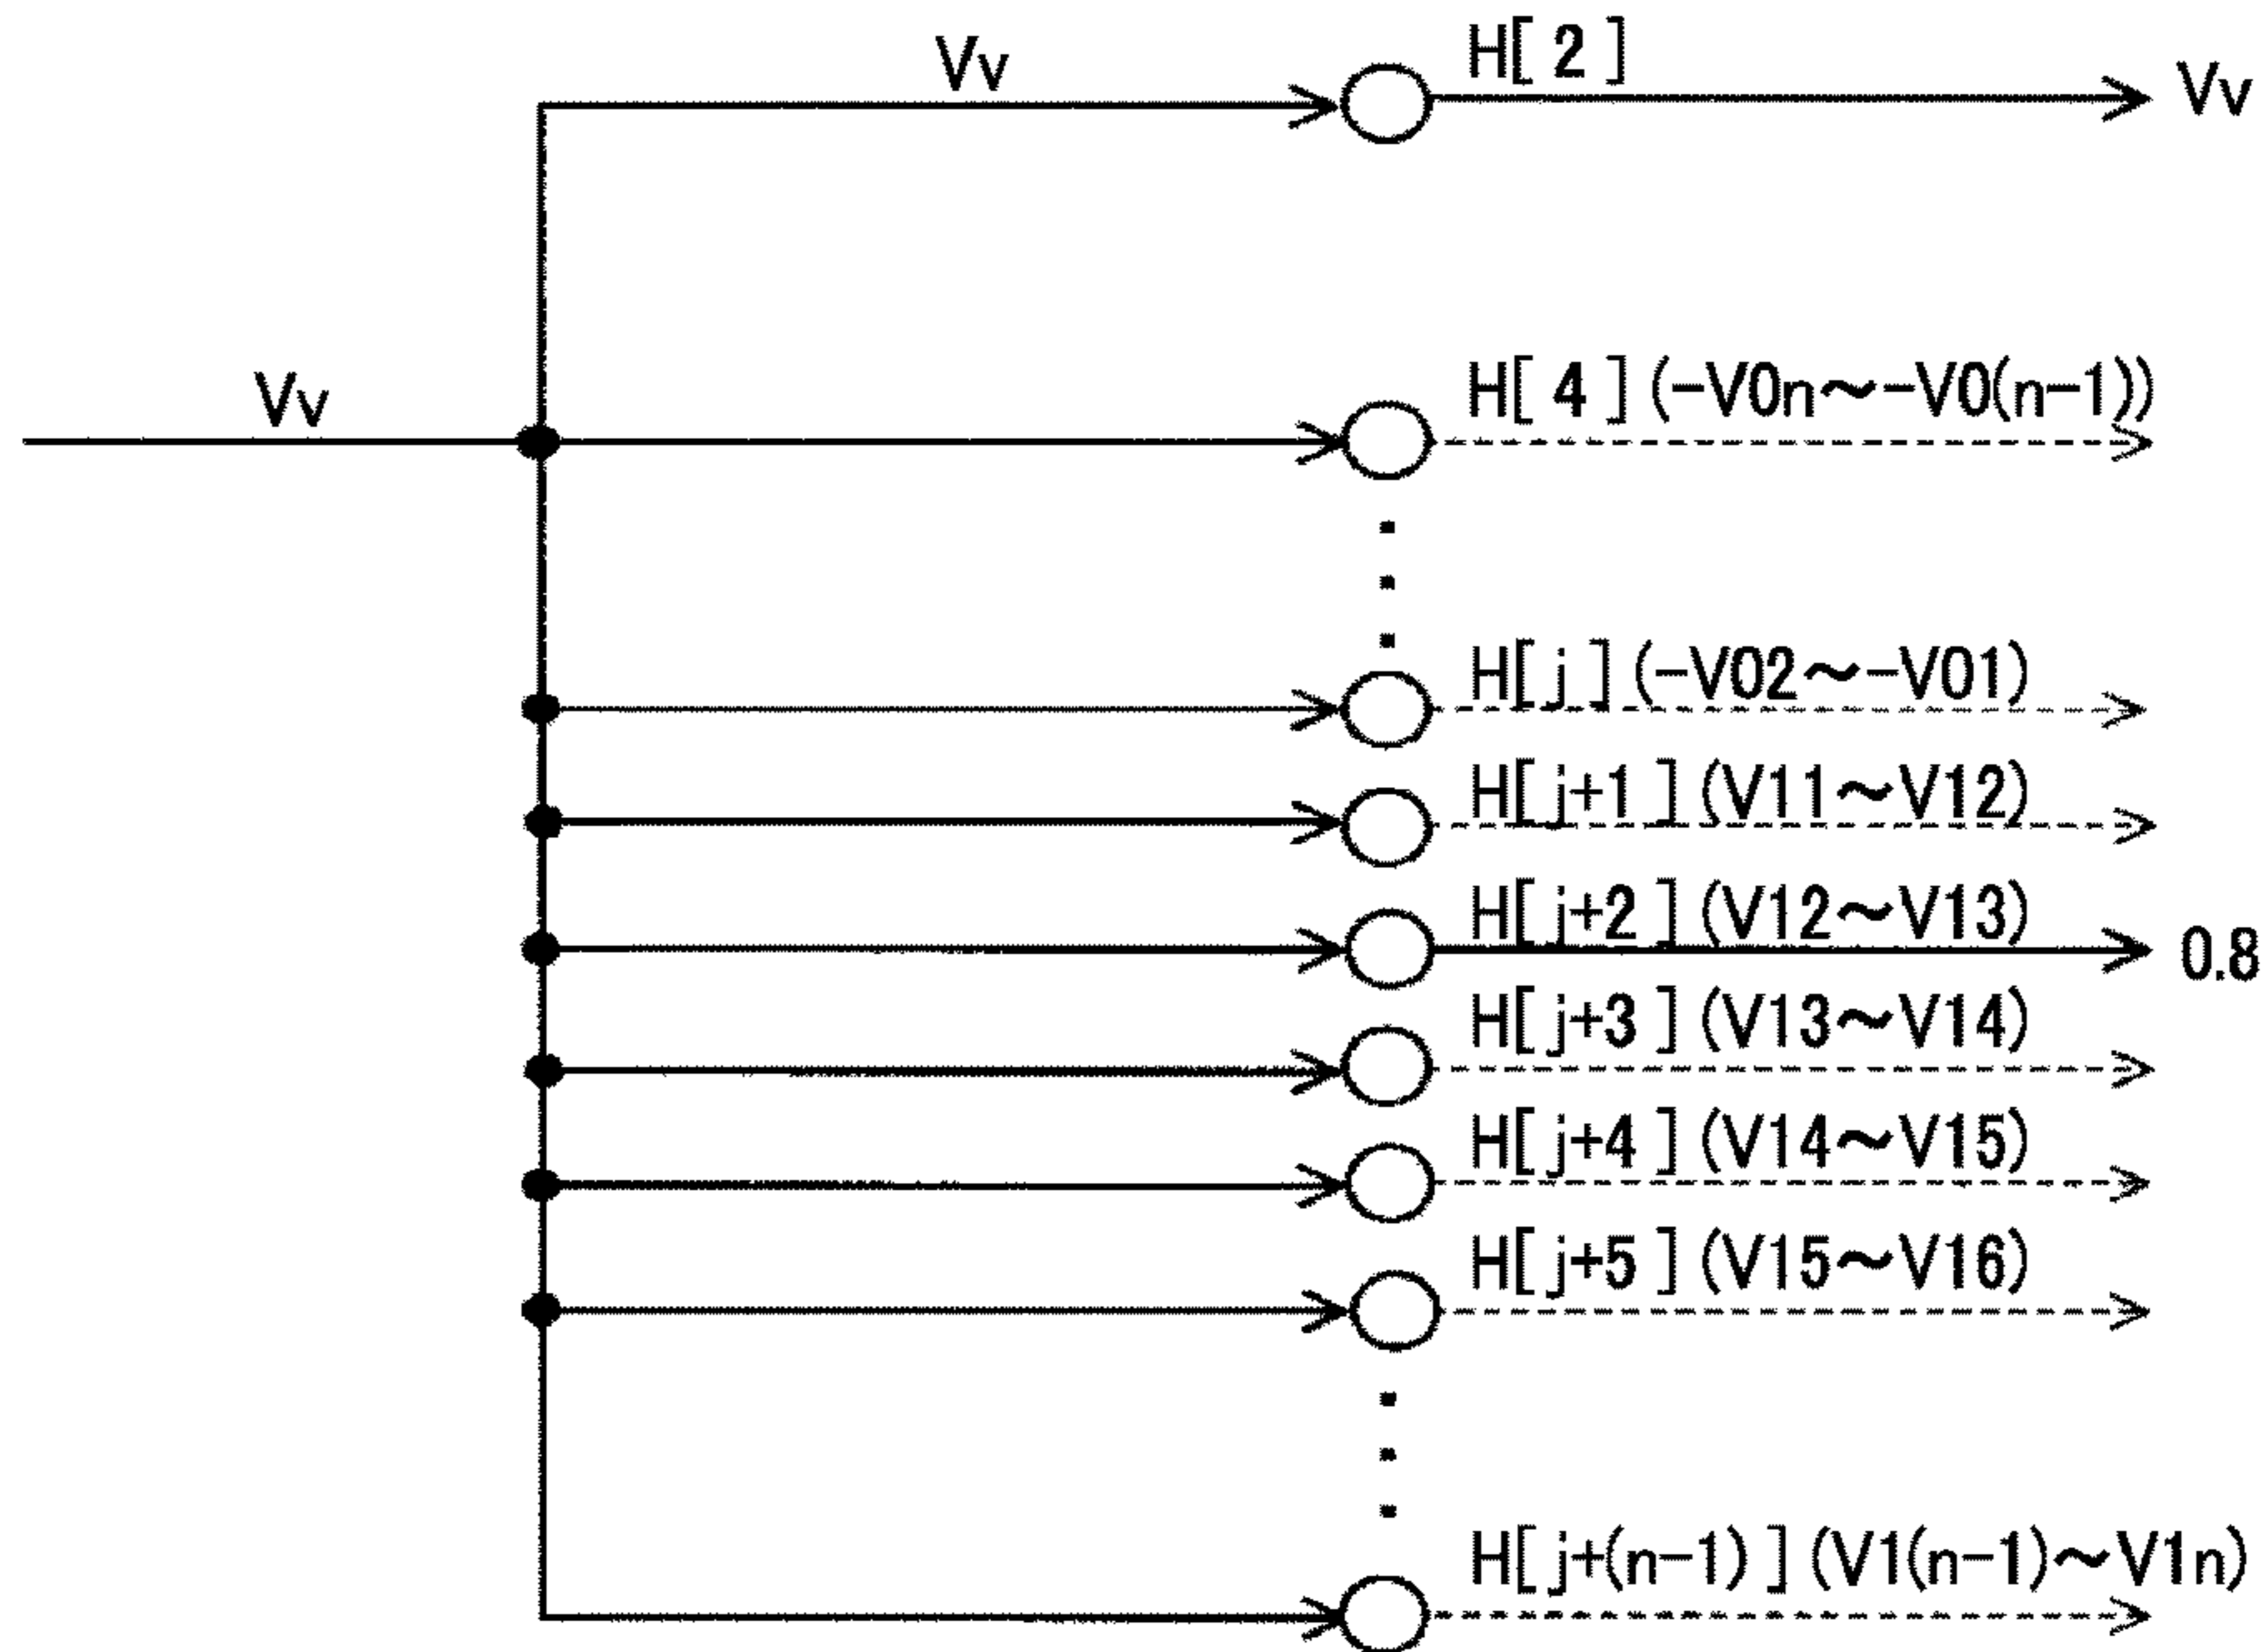 Vv
H[ 2 ]
Vv
Vv
H[ 4 ](-V0n～-V0(n-1))
H[ j ](-V02～-V01)
H[ j+1 ](V11～V12)
H[ j+2 ](V12～V13)
0.8
H[ j+3 ](V13～V14)
H[ j+4 ](V14～V15)
H[ j+5 ](V15～V16)
H[ j+(n-1) ](V1(n-1)～V1n)